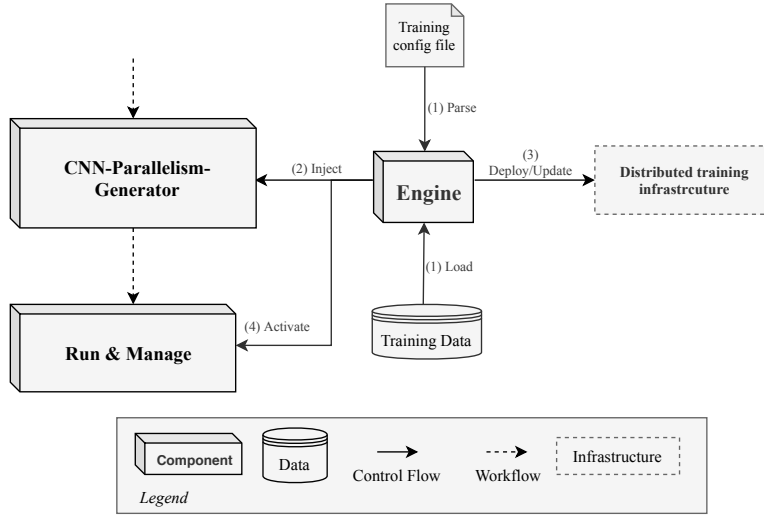 Training
config file
(1) Parse
CNN-Parallelism-
Generator
(2) Inject
Engine
(3)
Deploy/Update
Distributed training
infrastrcuture
(1) Load
Training Data
(4) Activate
Run & Manage
Component
Data
Control Flow
Workflow
Infrastructure
Legend